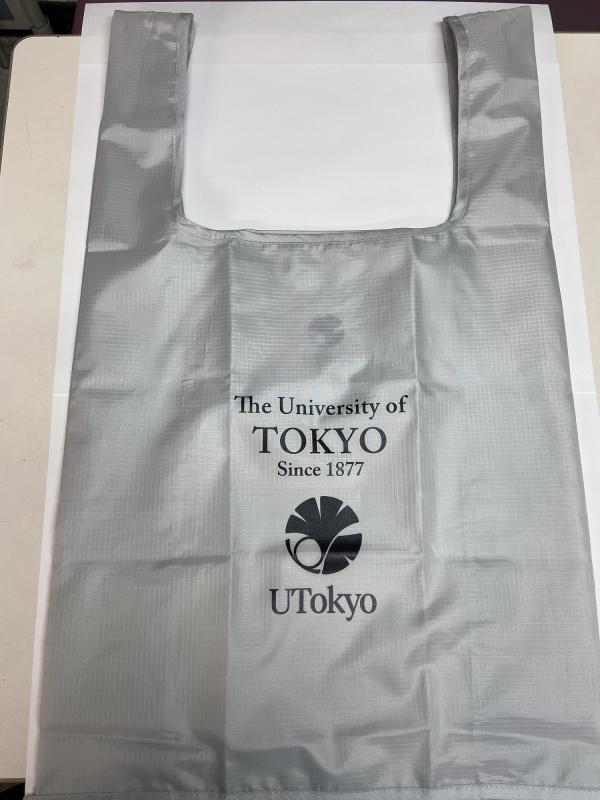 The University of
TOKYO
Since 1877
UTokyo